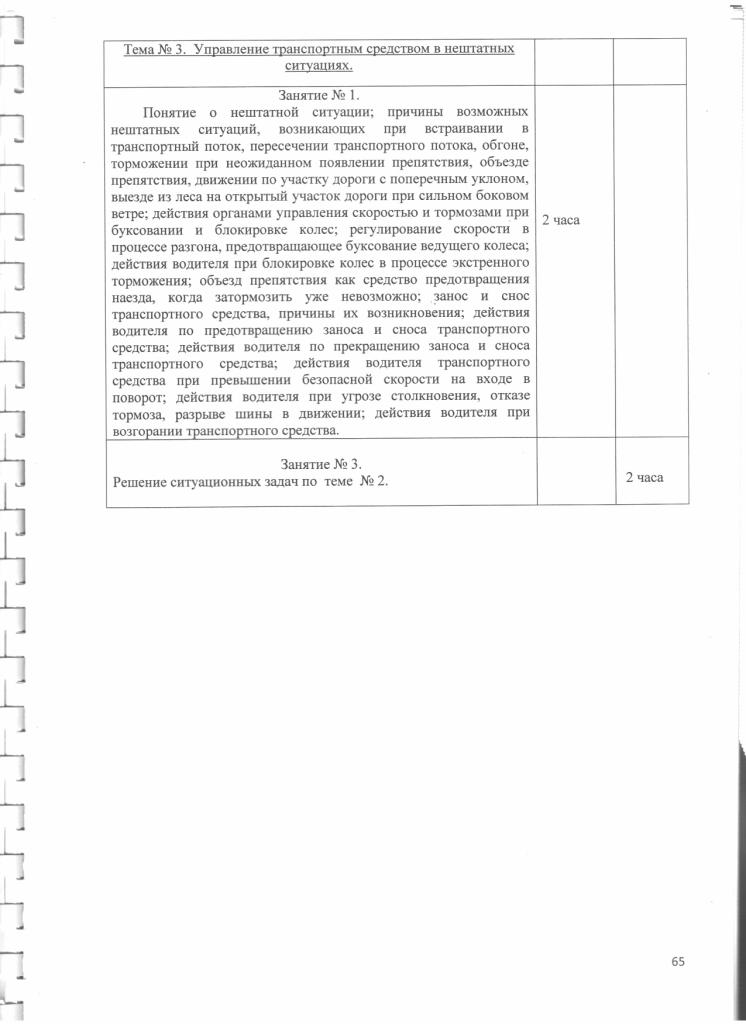 Тема № 3. Управление транспортным средством в нештатных
ситуациях.
Занятие № 1.
Понятие о нештатной ситуации; причины возможных
нештатных ситуаций, возникающих при встраивании в
транспортный поток, пересечении транспортного потока, обгоне,
торможении при неожиданном появлении препятствия, объезде
препятствия, движении по участку дороги с поперечным уклоном,
выезде из леса на открытый участок дороги при сильном боковом
ветре; действия органами управления скоростью и тормозами при
буксовании и блокировке колес; регулирование скорости в
процессе разгона, предотвращающее буксование ведущего колеса;
действия водителя при блокировке колес в процессе экстренного
торможения; объезд препятствия как средство предотвращения
наезда, когда затормозить уже невозможно; занос и снос
транспортного средства, причины их возникновения; действия
водителя по предотвращению заноса и сноса транспортного
средства; действия водителя по прекращению заноса и сноса
транспортного средства; действия водителя транспортного
средства при превышении безопасной скорости на входе в
поворот; действия водителя при угрозе столкновения, отказе
тормоза, разрыве шины в движении; действия водителя при
возгорании транспортного средства.
2 часа
Занятие № 3.
Решение ситуационных задач по теме № 2.
2 часа
65